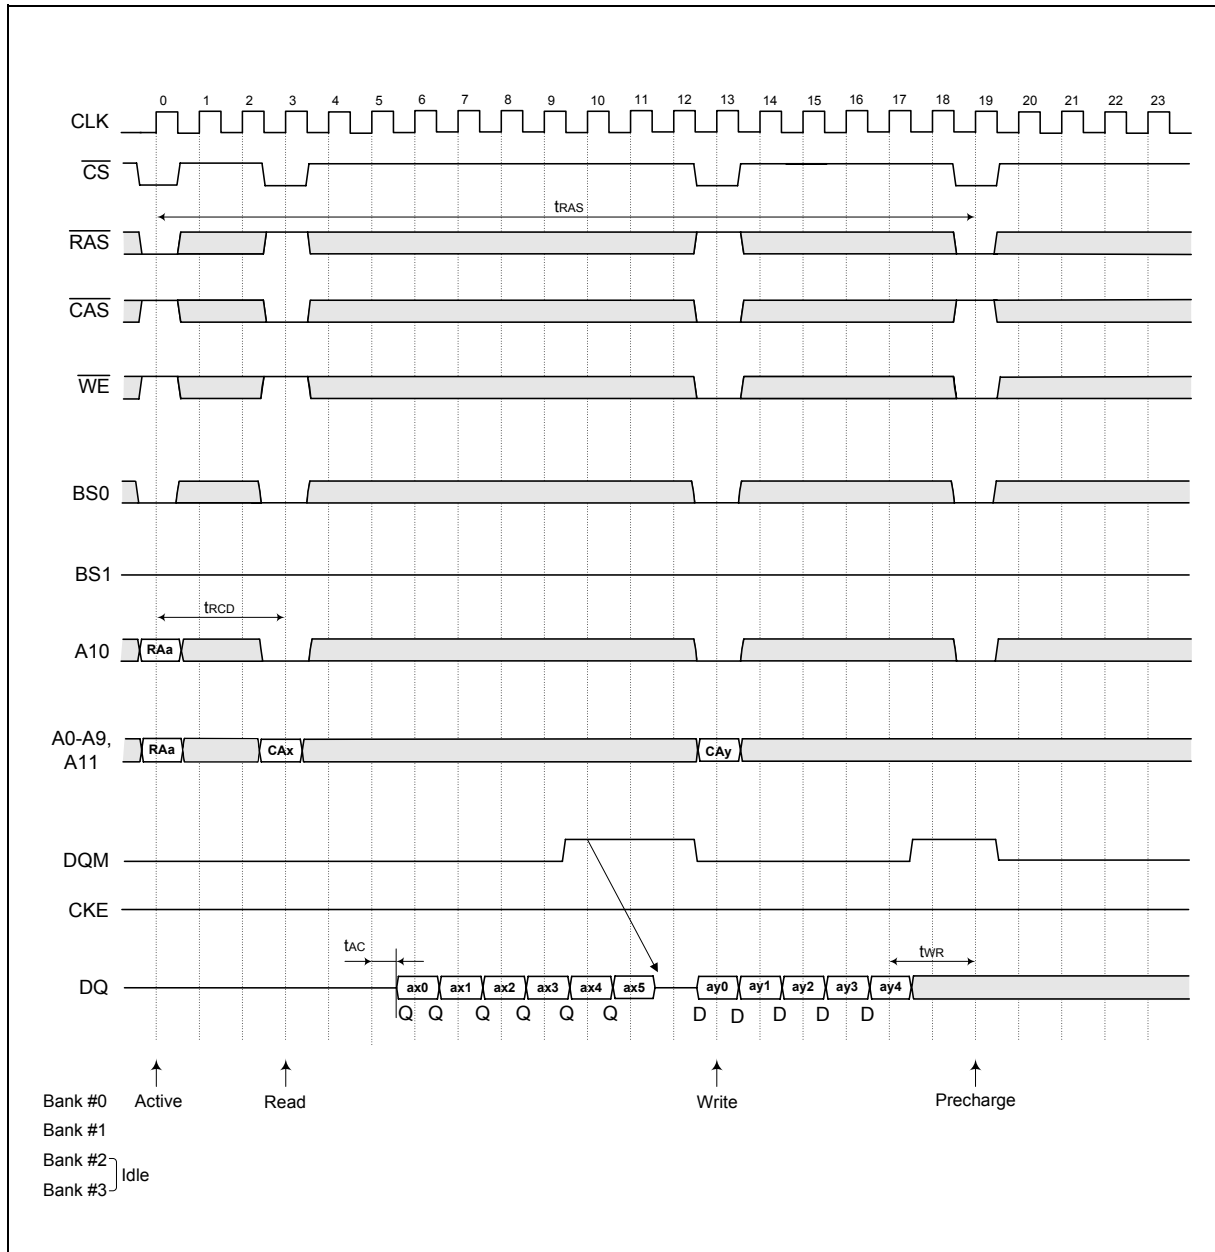 0 1 2 3 4 5 6 7 8 9 10 11 12 13 14 15 16 17 18 19 20 21 22 23
CLK
CS
tRAS
RAS
CAS
WE
BS0
BS1
tRCD
A10 RAa
A0-A9,
A11
RAa CAx CAy
DQM
CKE
tAC tWR
DQ ax0 ax1 ax2 ax3 ax4 ax5 ay0 ay1 ay2 ay3 ay4
Q Q Q Q Q Q D D D D D
Bank #0 Active Read Write Precharge
Bank #1
Bank #2
Idle
Bank #3